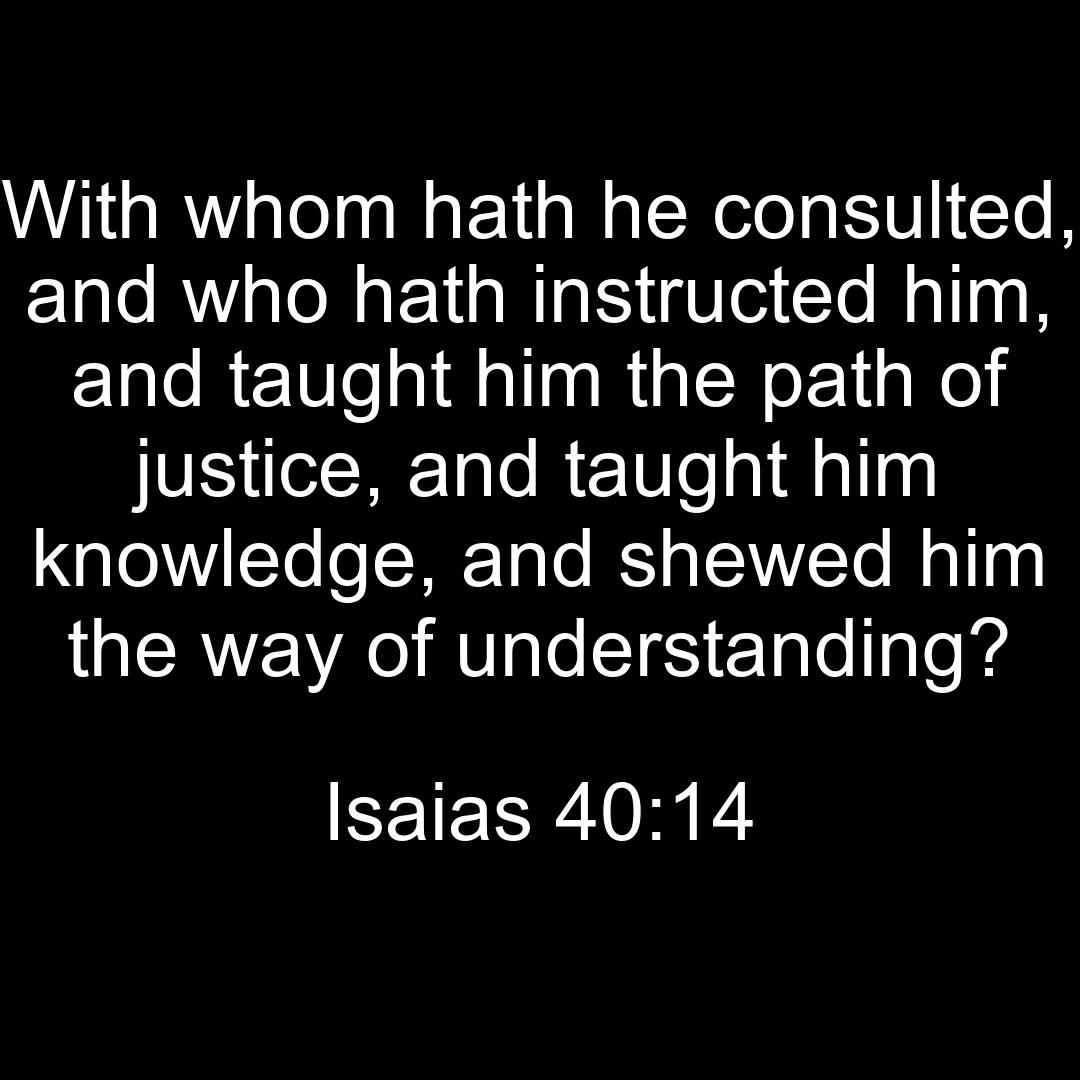 With whom hath he consulted,
and who hath instructed him,
and taught him the path of
justice, and taught him
knowledge, and shewed him
the way of understanding?
Isaias 40:14